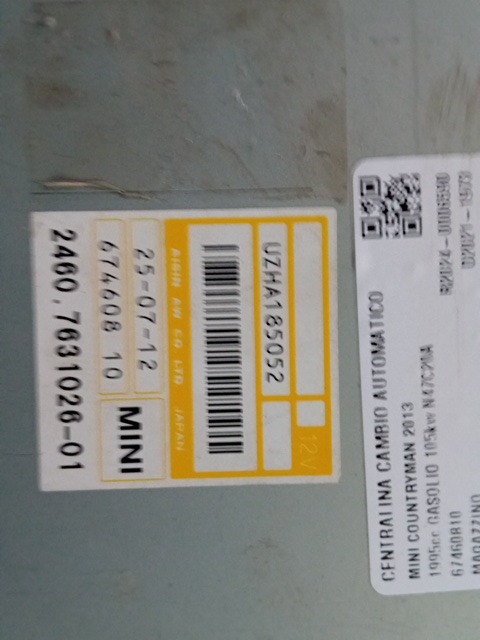 12V
UZHA185052
AISIN AW CO LTD JAPAN
25-07-12
674608 10
MINI
2460.7631026-01
CENTRALINA CAMBIO AUTOMATICO
MINI COUNTRYMAN 2013
1995cc GASOLIO 105kw N47C20A
67460810
MAGAZZINO